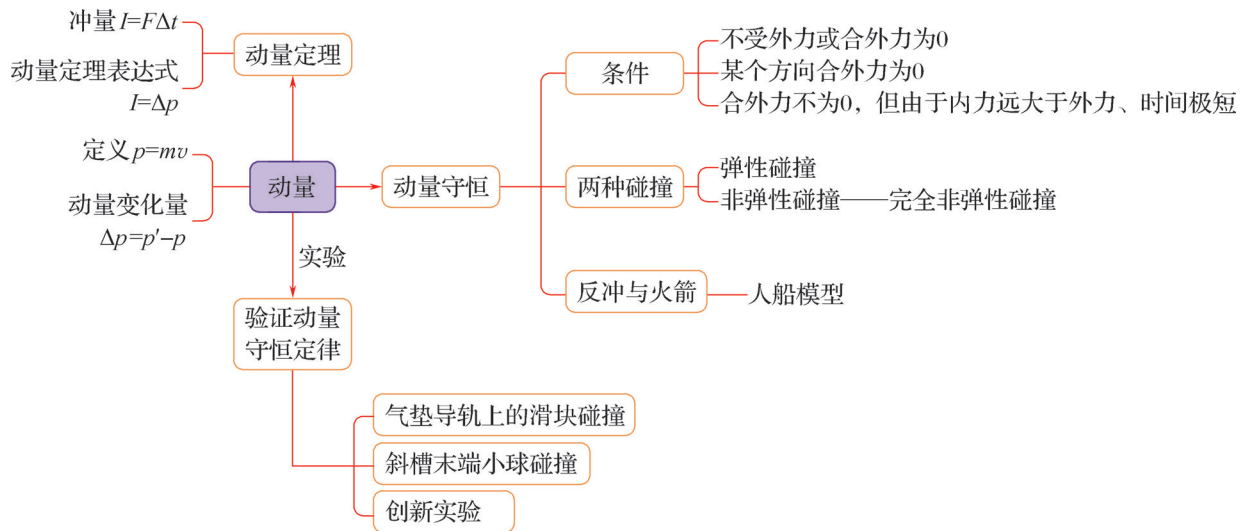 冲量I=FΔt
动量定理表达式
I=Δp
动量定理
定义p=mv
动量变化量
Δp=p′−p
动量
动量守恒
条件
不受外力或合外力为0
某个方向合外力为0
合外力不为0，但由于内力远大于外力、时间极短
两种碰撞
弹性碰撞
非弹性碰撞——完全非弹性碰撞
反冲与火箭
人船模型
实验
验证动量
守恒定律
气垫导轨上的滑块碰撞
斜槽末端小球碰撞
创新实验